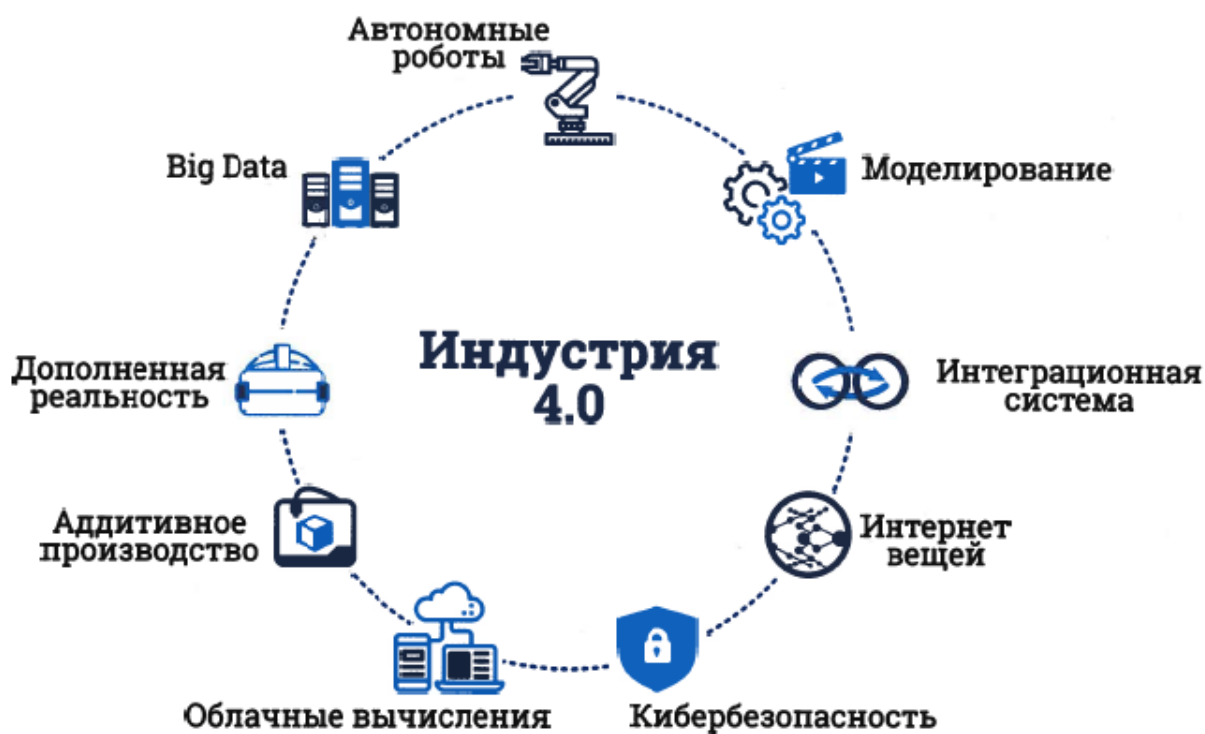 Автономные
роботы
Big Data
Моделирование
Индустрия
4.0
Дополненная
реальность
Интеграционная
система
Аддитивное
производство
Интернет
вещей
Облачные вычисления
Кибербезопасность